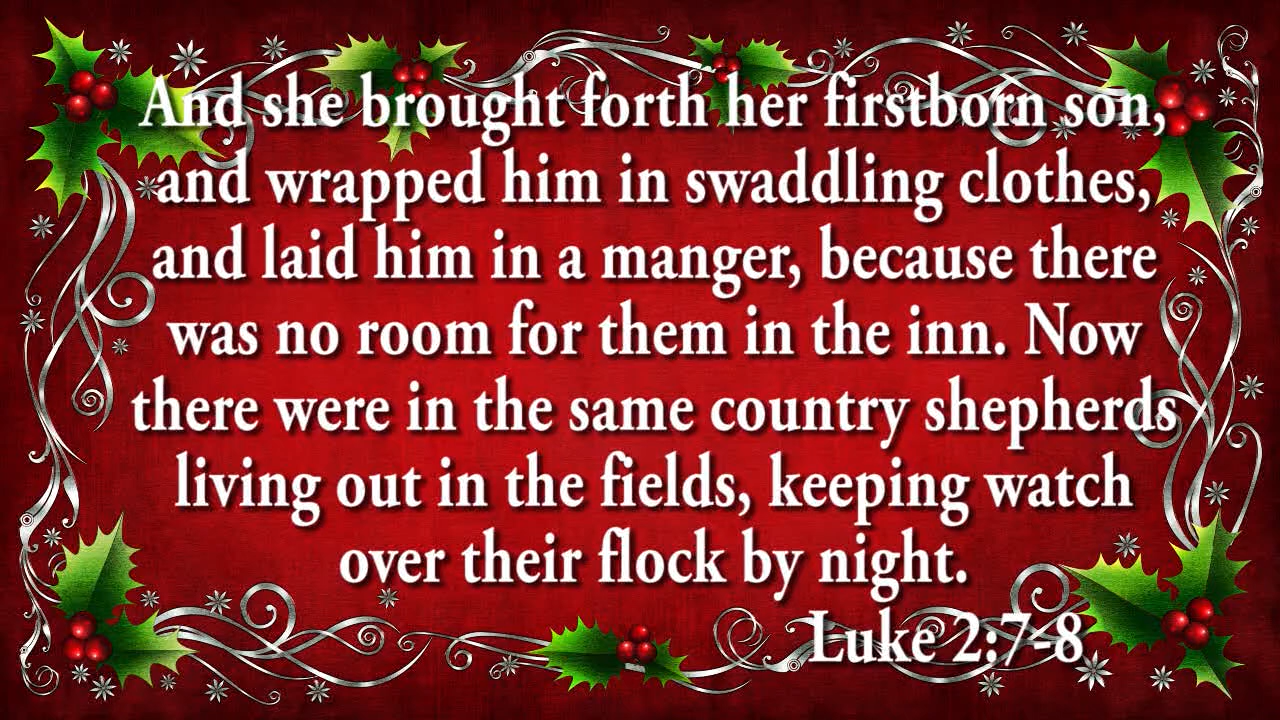 And she brought forth her firstborn son,
and wrapped him in swaddling clothes,
and laid him in a manger, because there
was no room for them in the inn. Now
there were in the same country shepherds
living out in the fields, keeping watch
over their flock by night.
Luke 2:7-8